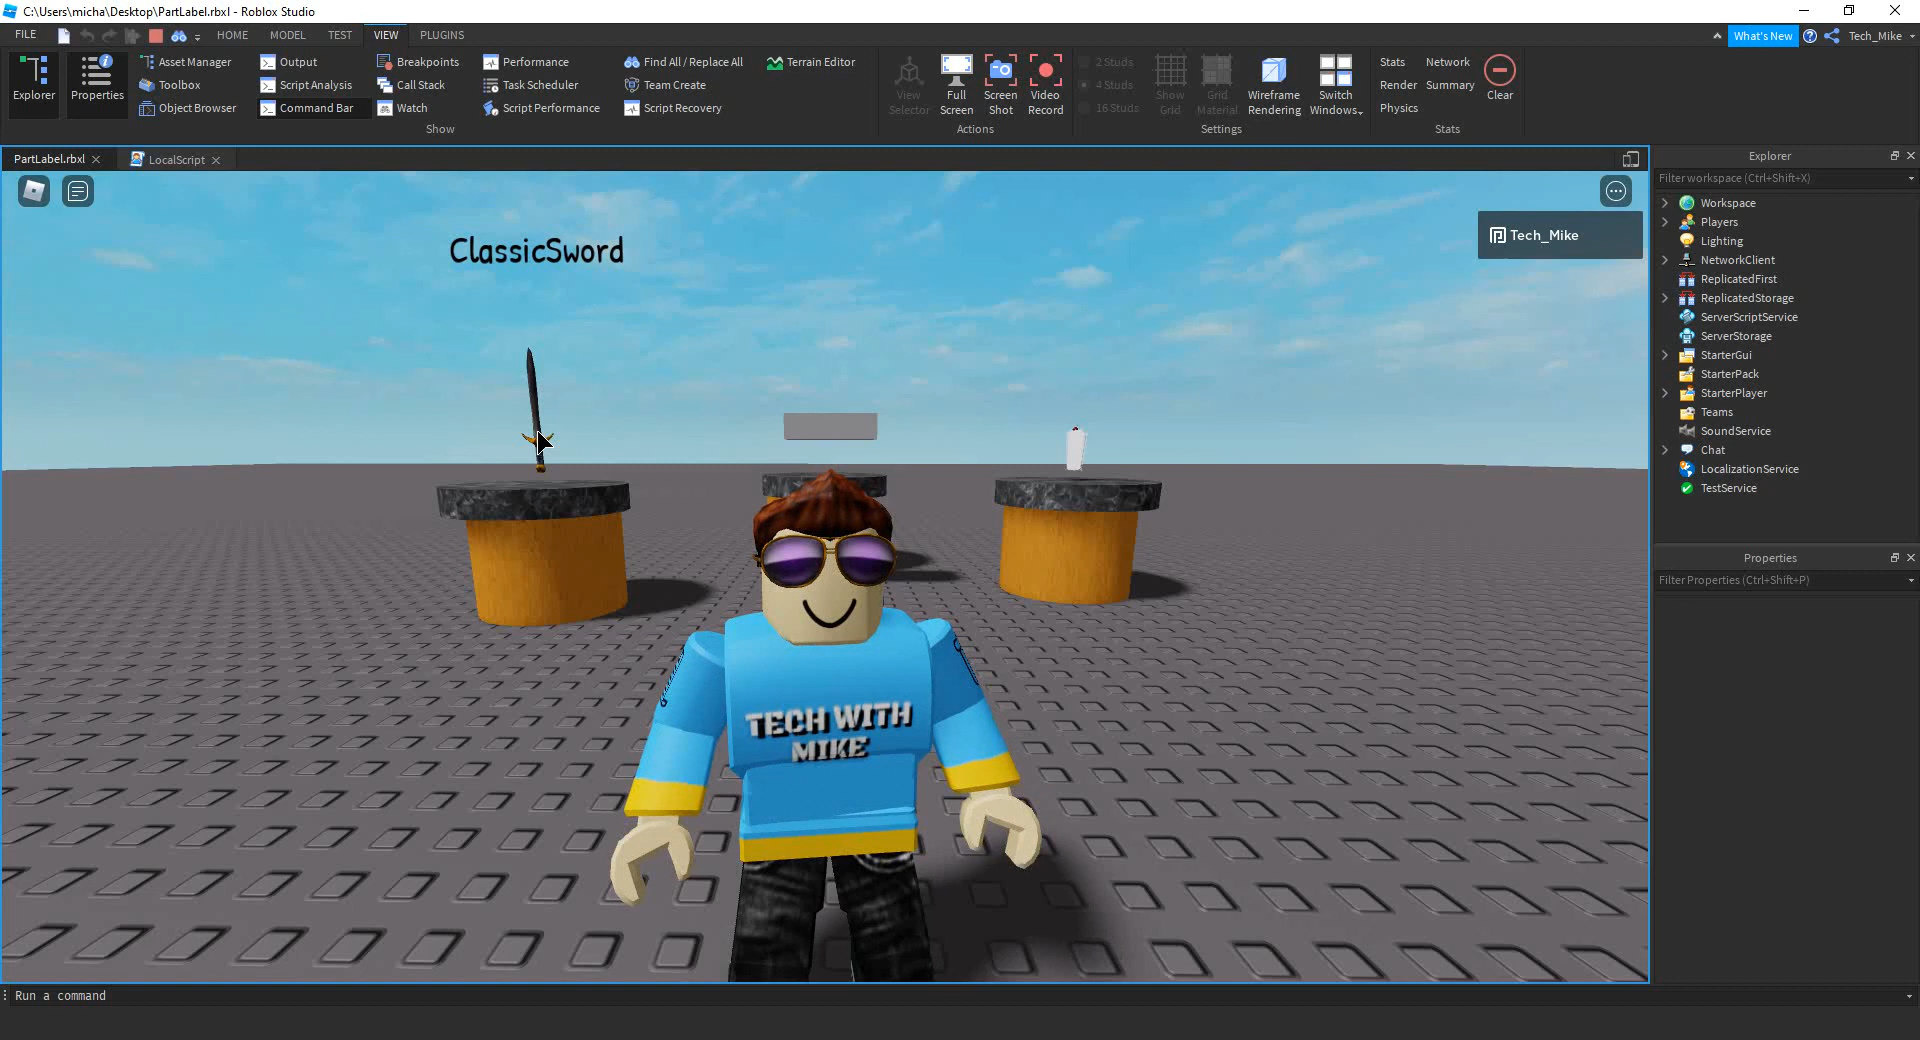 C:\Users\micha\Desktop\PartLabel.rbxl - Roblox Studio
FILE HOME MODEL TEST VIEW PLUGINS What's New Tech_Mike
Explorer
Properties
Asset Manager
Toolbox
Object Browser
Output
Script Analysis
Command Bar
Breakpoints
Call Stack
Watch
Performance
Task Scheduler
Script Performance
Find All / Replace All
Team Create
Script Recovery
Terrain Editor
Show
View
Selector
Full
Screen
Screen
Shot
Video
Record
Actions
2 Studs
4 Studs
16 Studs
Show
Grid
Grid
Material
Wireframe
Rendering
Switch
Windows
Settings
Stats
Render
Physics
Network
Summary
Clear
Stats
PartLabel.rbxl
LocalScript
ClassicSword
Tech_Mike
TECH WITH
MIKE
Explorer
Filter workspace (Ctrl+Shift+X)
Workspace
Players
Lighting
NetworkClient
ReplicatedFirst
ReplicatedStorage
ServerScriptService
ServerStorage
StarterGui
StarterPack
StarterPlayer
Teams
SoundService
Chat
LocalizationService
TestService
Properties
Filter Properties (Ctrl+Shift+P)
Run a command